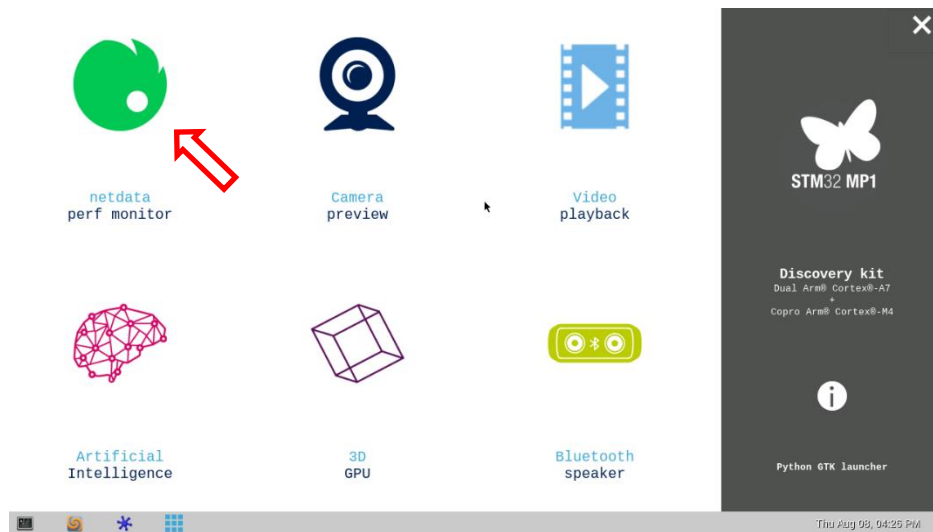 netdata
perf monitor
Camera
preview
Video
playback
Artificial
Intelligence
3D
GPU
Bluetooth
speaker
STM32 MP1
Discovery kit
Dual Arm® Cortex®-A7
+
Copro Arm® Cortex®-M4
i
Python GTK launcher
Thu Aug 08, 04:26 PM